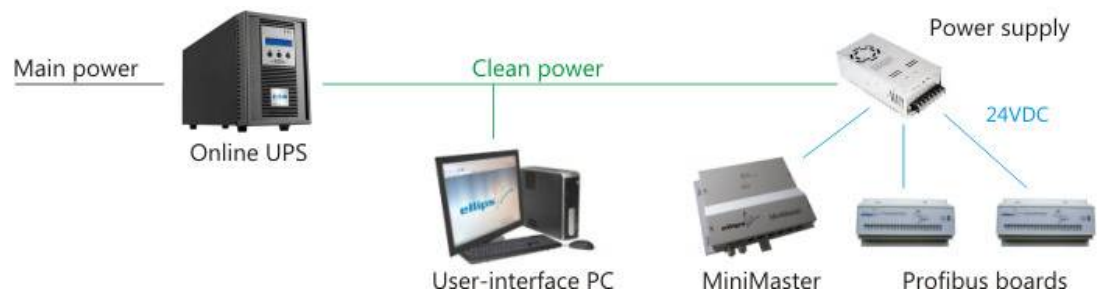 Power supply
Main power
Clean power
24VDC
Online UPS
ellips
User-interface PC
MiniMaster
Profibus boards